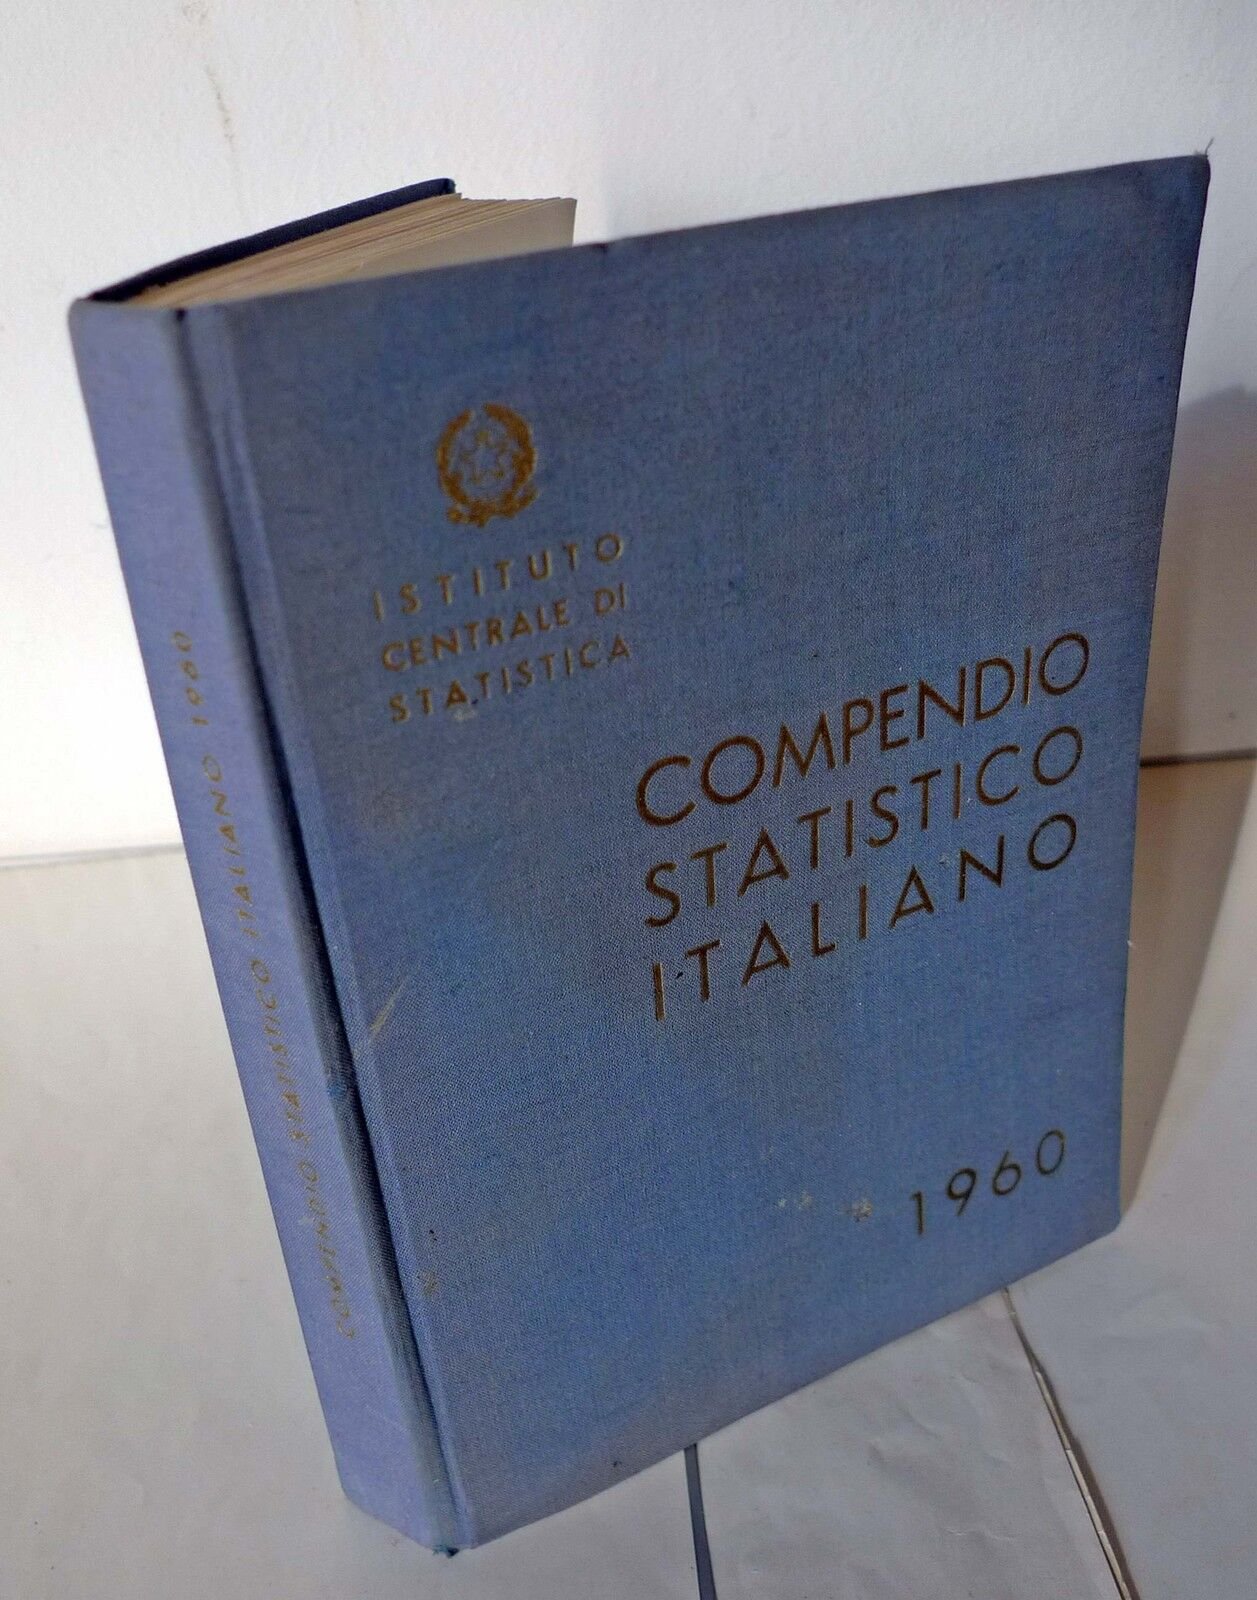 ISTITUTO
CENTRALE DI
STATISTICA
COMPENDIO
STATISTICO
ITALIANO
1960
COMPENDIO STATISTICO ITALIANO 1960